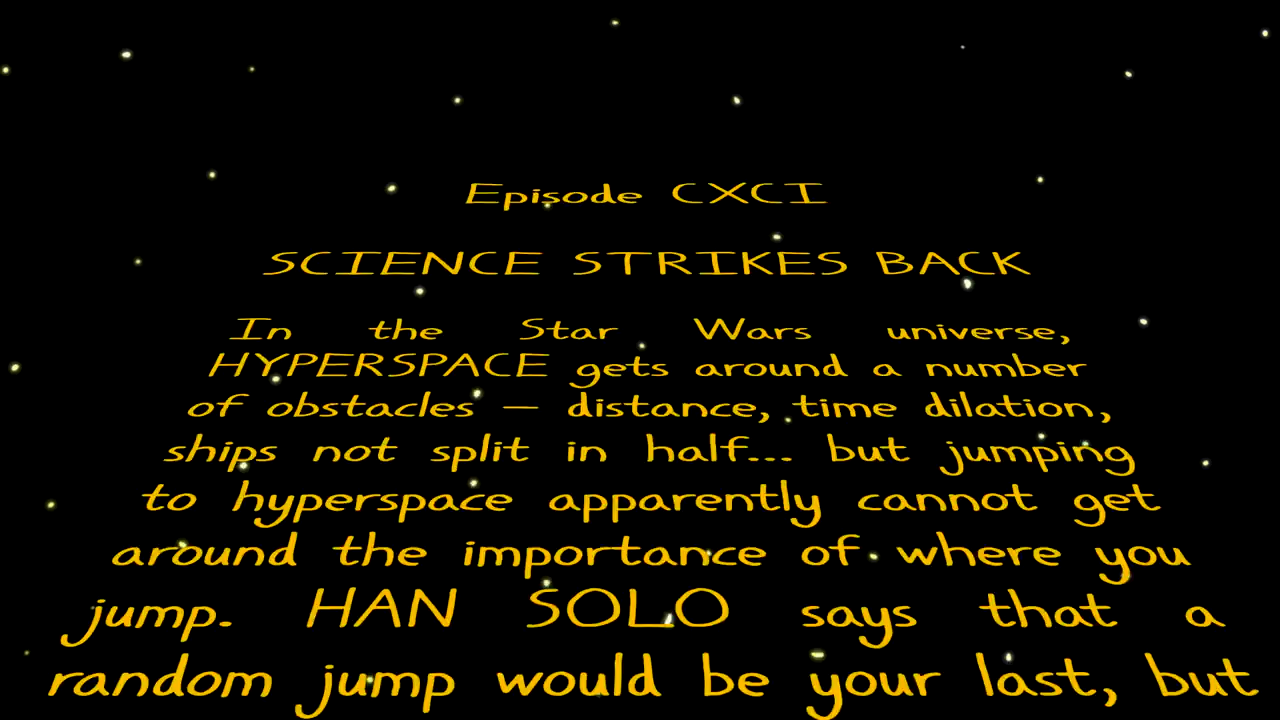 Episode CXCI
SCIENCE STRIKES BACK
In the Star Wars universe,
HYPERSPACE gets around a number
of obstacles – distance, time dilation,
ships not split in half... but jumping
to hyperspace apparently cannot get
around the importance of where you
jump. HAN SOLO says that a
random jump would be your last, but